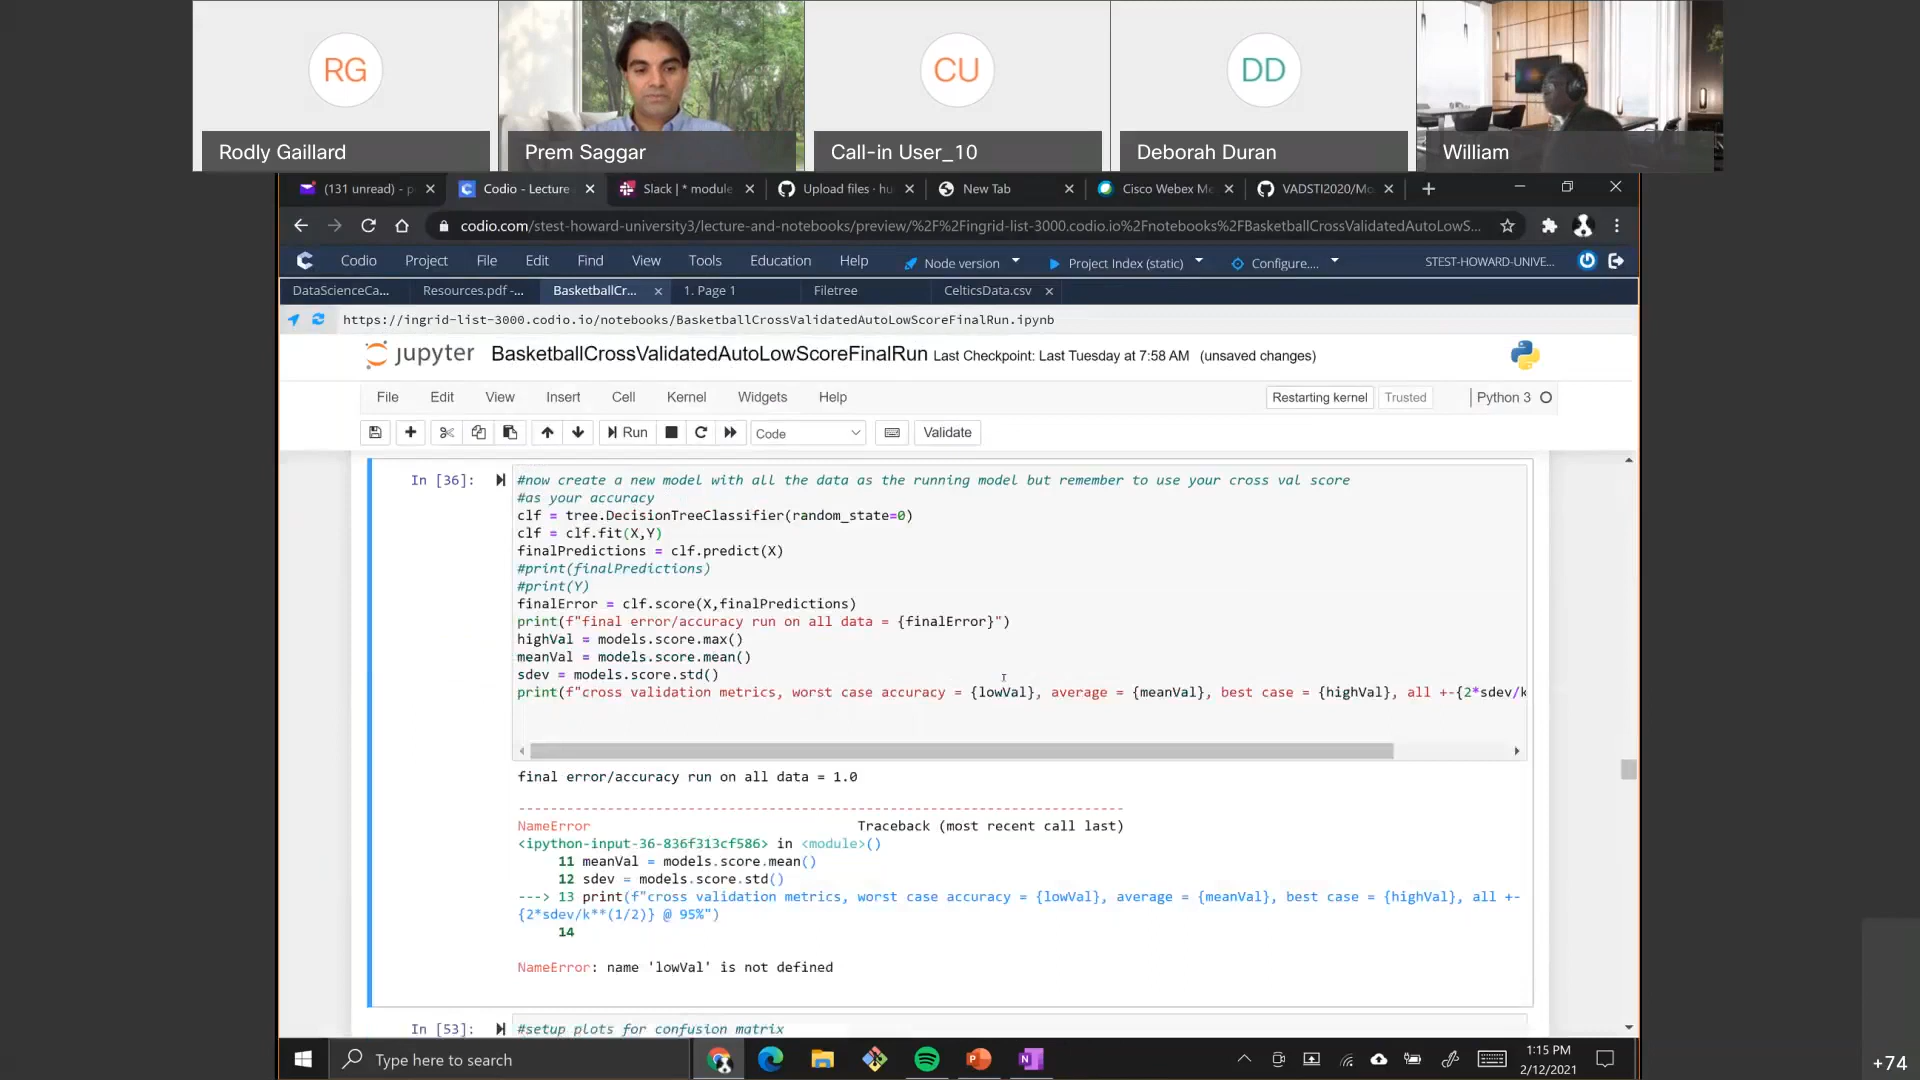 RG
CU
DD
Rodly Gaillard
Prem Saggar
Call-in User_10
Deborah Duran
William
(131 unread) - p
Codio - Lecture
Slack | * module
Upload files · hu
New Tab
Cisco Webex Me
VADSTI2020/Mo
codio.com/stest-howard-university3/lecture-and-notebooks/preview/%2F%2Fingrid-list-3000.codio.io%2Fnotebooks%2FBasketballCrossValidatedAutoLowS...
Codio Project File Edit Find View Tools Education Help Node version Project Index (static) Configure.... STEST-HOWARD-UNIVE...
DataScienceCa... Resources.pdf -... BasketballCr... 1. Page 1 Filetree CelticsData.csv
https://ingrid-list-3000.codio.io/notebooks/BasketballCrossValidatedAutoLowScoreFinalRun.ipynb
jupyter BasketballCrossValidatedAutoLowScoreFinalRun Last Checkpoint: Last Tuesday at 7:58 AM (unsaved changes)
File Edit View Insert Cell Kernel Widgets Help Restarting kernel Trusted Python 3
Run Code Validate
In [36]:
#now create a new model with all the data as the running model but remember to use your cross val score
#as your accuracy
clf = tree.DecisionTreeClassifier(random_state=0)
clf = clf.fit(X,Y)
finalPredictions = clf.predict(X)
#print(finalPredictions)
#print(Y)
finalError = clf.score(X,finalPredictions)
print(f"final error/accuracy run on all data = {finalError}")
highVal = models.score.max()
meanVal = models.score.mean()
sdev = models.score.std()
print(f"cross validation metrics, worst case accuracy = {lowVal}, average = {meanVal}, best case = {highVal}, all +-{2*sdev/k
final error/accuracy run on all data = 1.0
---------------------------------------------------------------------------
NameError Traceback (most recent call last)
<ipython-input-36-836f313cf586> in <module>()
11 meanVal = models.score.mean()
12 sdev = models.score.std()
---> 13 print(f"cross validation metrics, worst case accuracy = {lowVal}, average = {meanVal}, best case = {highVal}, all +-
{2*sdev/k**(1/2)} @ 95%")
14
NameError: name 'lowVal' is not defined
In [53]:
#setup plots for confusion matrix
Type here to search
1:15 PM
2/12/2021
+74